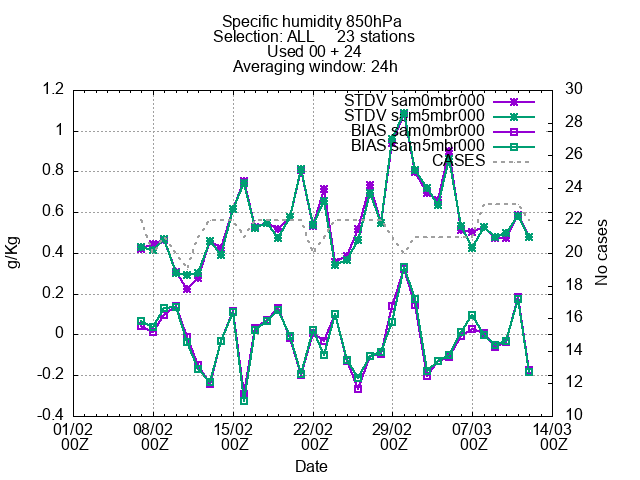 Specific humidity 850hPa
Selection: ALL 23 stations
Used 00 + 24
Averaging window: 24h
STDV sam0mbr000
STDV sam5mbr000
BIAS sam0mbr000
BIAS sam5mbr000
CASES
1.2
1
0.8
0.6
0.4
0.2
0
-0.2
-0.4
g/Kg
30
28
26
24
22
20
18
16
14
12
10
No cases
01/02 08/02 15/02 22/02 29/02 07/03 14/03
00Z 00Z 00Z 00Z 00Z 00Z 00Z
Date